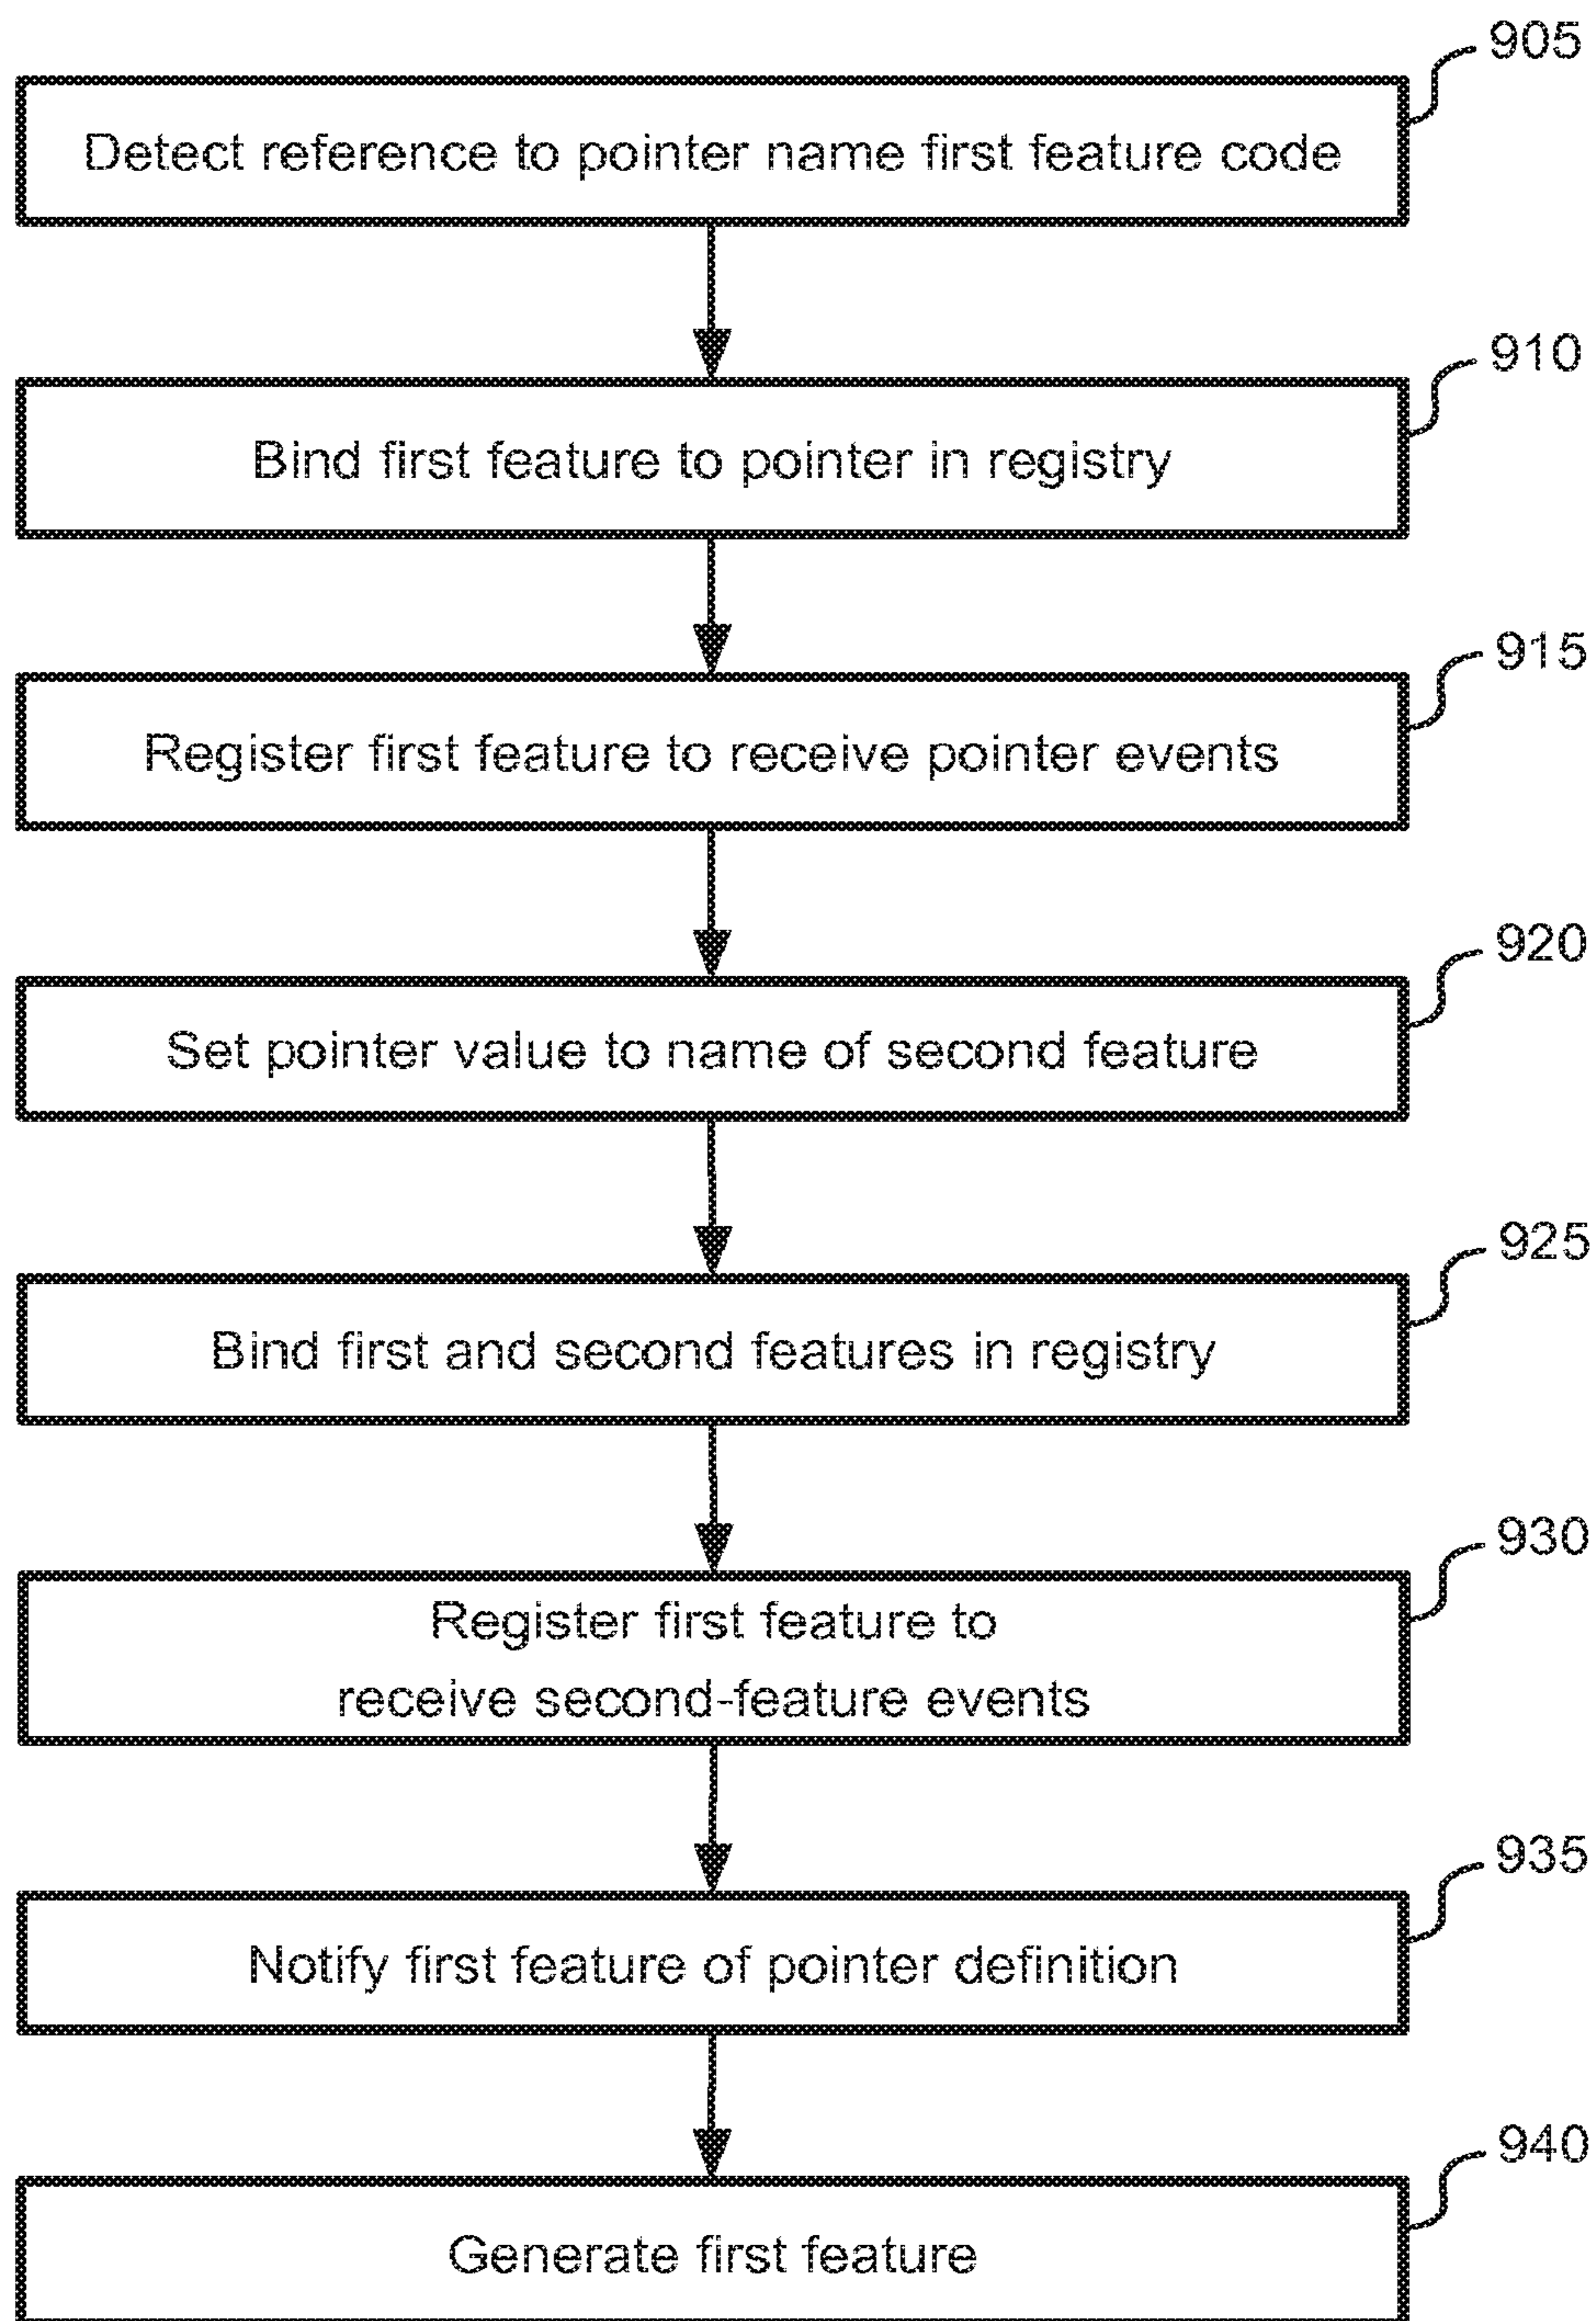 905
Detect reference to pointer name first feature code
910
Bind first feature to pointer in registry
915
Register first feature to receive pointer events
920
Set pointer value to name of second feature
925
Bind first and second features in registry
930
Register first feature to
receive second-feature events
935
Notify first feature of pointer definition
940
Generate first feature